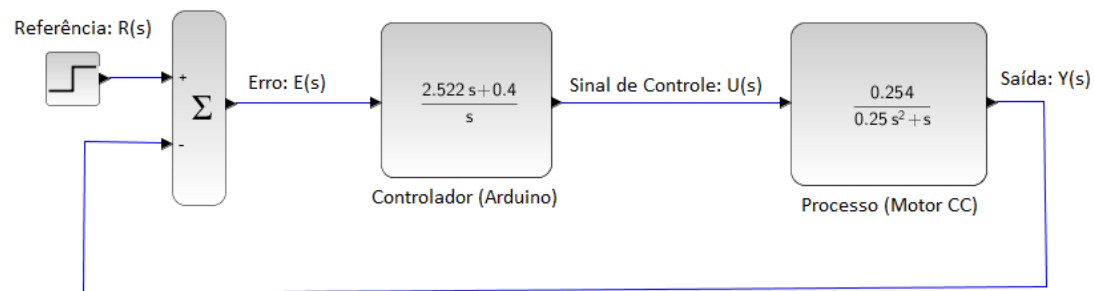 Referência: R(s)
+
-
Σ
Erro: E(s)
2.522 s+0.4
s
Controlador (Arduino)
Sinal de Controle: U(s)
0.254
0.25 s²+s
Processo (Motor CC)
Saída: Y(s)